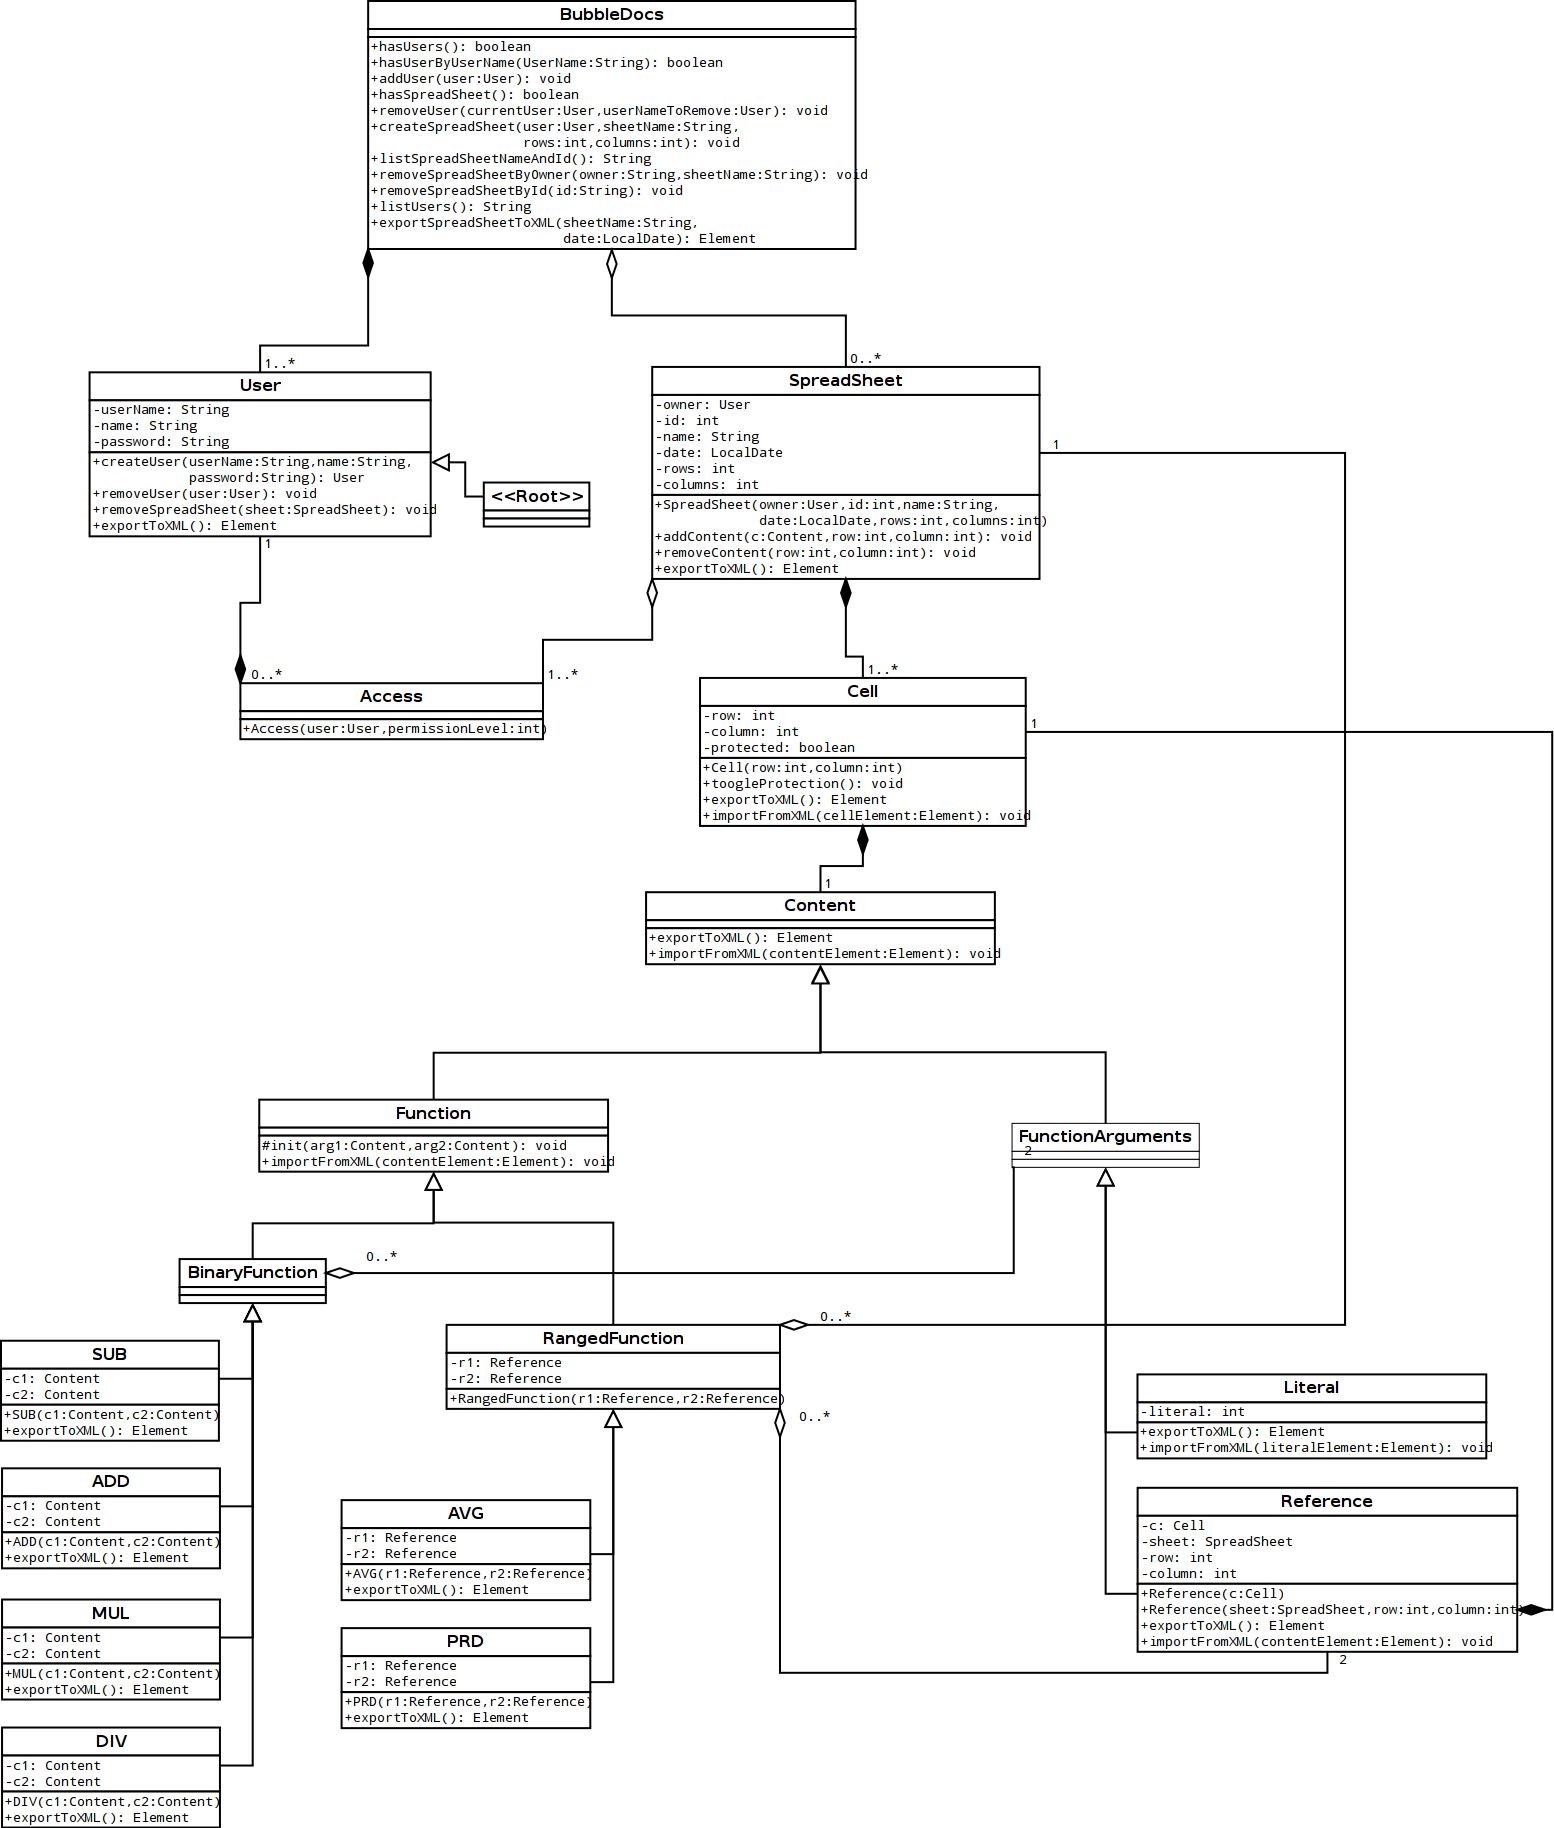 BubbleDocs
+hasUsers(): boolean
+hasUserByUserName(UserName:String): boolean
+addUser(user:User): void
+hasSpreadSheet(): boolean
+removeUser(currentUser:User,userNameToRemove:User): void
+createSpreadSheet(user:User,sheetName:String,
rows:int,columns:int): void
+listSpreadSheetNameAndId(): String
+removeSpreadSheetByOwner(owner:String,sheetName:String): void
+removeSpreadSheetById(id:String): void
+listUsers(): String
+exportSpreadSheetToXML(sheetName:String,
date:LocalDate): Element
1..*
0..*
User
-userName: String
-name: String
-password: String
+createUser(userName:String,name:String,
password:String): User
+removeUser(user:User): void
+removeSpreadSheet(sheet:SpreadSheet): void
+exportToXML(): Element
1
<<Root>>
SpreadSheet
-owner: User
-id: int
-name: String
-date: LocalDate
-rows: int
-columns: int
+SpreadSheet(owner:User,id:int,name:String,
date:LocalDate,rows:int,columns:int)
+addContent(c:Content,row:int,column:int): void
+removeContent(row:int,column:int): void
+exportToXML(): Element
1
0..*
1..*
1..*
Access
+Access(user:User,permissionLevel:int)
Cell
-row: int
-column: int
-protected: boolean
+Cell(row:int,column:int)
+toogleProtection(): void
+exportToXML(): Element
+importFromXML(cellElement:Element): void
1
1
Content
+exportToXML(): Element
+importFromXML(contentElement:Element): void
Function
#init(arg1:Content,arg2:Content): void
+importFromXML(contentElement:Element): void
FunctionArguments
2
BinaryFunction
0..*
RangedFunction
-r1: Reference
-r2: Reference
+RangedFunction(r1:Reference,r2:Reference)
0..*
0..*
SUB
-c1: Content
-c2: Content
+SUB(c1:Content,c2:Content)
+exportToXML(): Element
Literal
-literal: int
+exportToXML(): Element
+importFromXML(literalElement:Element): void
ADD
-c1: Content
-c2: Content
+ADD(c1:Content,c2:Content)
+exportToXML(): Element
AVG
-r1: Reference
-r2: Reference
+AVG(r1:Reference,r2:Reference)
+exportToXML(): Element
Reference
-c: Cell
-sheet: SpreadSheet
-row: int
-column: int
+Reference(c:Cell)
+Reference(sheet:SpreadSheet,row:int,column:int)
+exportToXML(): Element
+importFromXML(contentElement:Element): void
2
MUL
-c1: Content
-c2: Content
+MUL(c1:Content,c2:Content)
+exportToXML(): Element
PRD
-r1: Reference
-r2: Reference
+PRD(r1:Reference,r2:Reference)
+exportToXML(): Element
DIV
-c1: Content
-c2: Content
+DIV(c1:Content,c2:Content)
+exportToXML(): Element